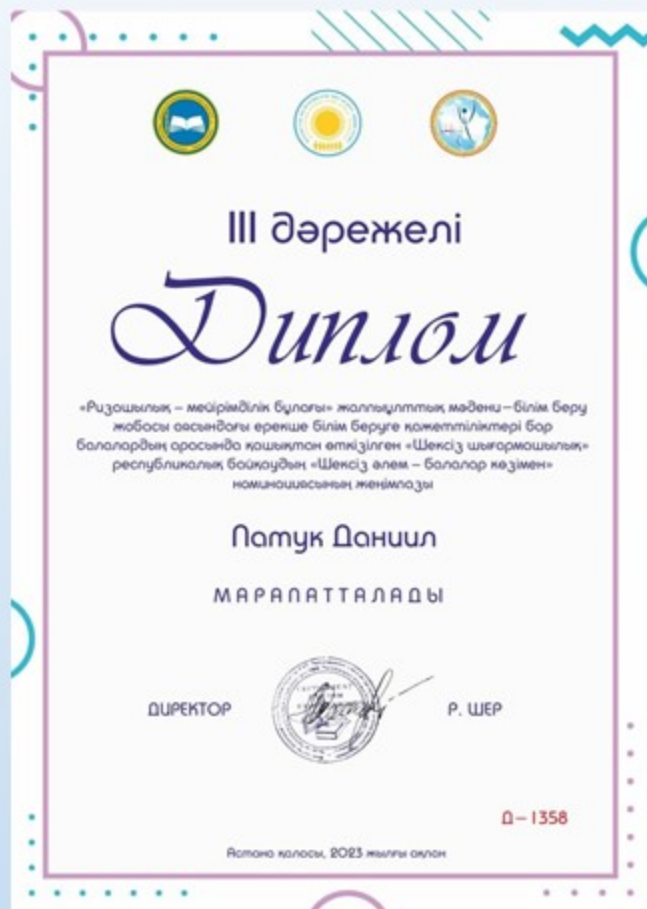 III дәрежелі
Диплом
«Ризашылық – мейірімділік бұлағы» жалпыұлттық мәдени–білім беру
жобасы аясындағы ерекше білім беруге қажеттіліктері бар
балалардың арасында қашықтан өткізілген «Шексіз шығармашылық»
республикалық байқаудың «Шексіз әлем – балалар көзімен»
номинациясының жеңімпазы
Патук Даниил
МАРАПАТТАЛАДЫ
ДИРЕКТОР
Р. ШЕР
Д–1358
Астана қаласы, 2023 жылғы ақпан